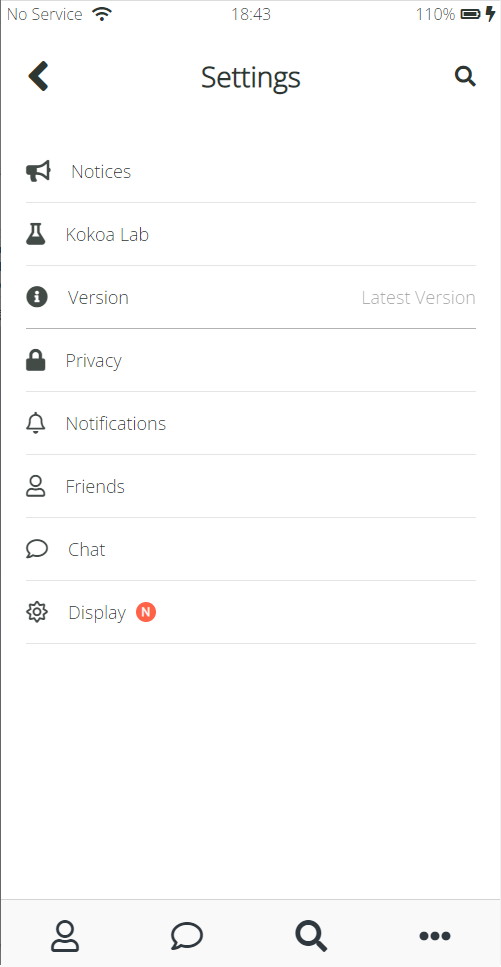 No Service 18:43 110%
Settings
Notices
Kokoa Lab
Version Latest Version
Privacy
Notifications
Friends
Chat
Display N